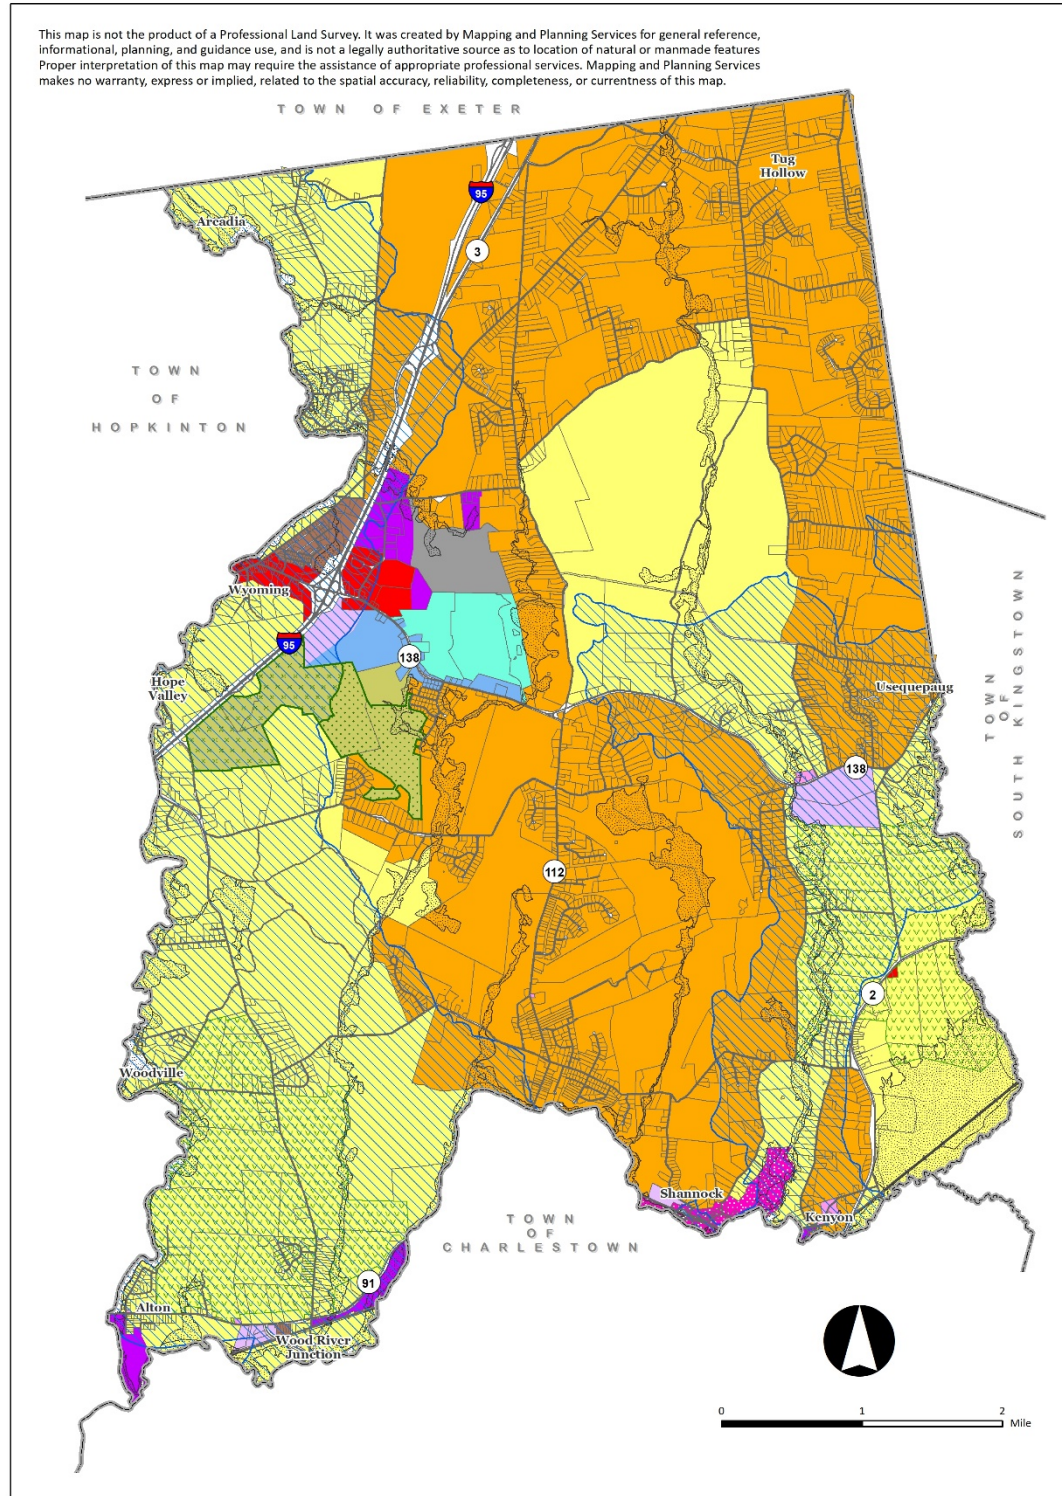 This map is not the product of a Professional Land Survey. It was created by Mapping and Planning Services for general reference,
informational, planning, and guidance use, and is not a legally authoritative source as to location of natural or manmade features
Proper interpretation of this map may require the assistance of appropriate professional services. Mapping and Planning Services
makes no warranty, express or implied, related to the spatial accuracy, reliability, completeness, or currentness of this map.
TOWN OF EXETER
Tug
Hollow
95
Arcadia
3
TOWN
OF
HOPKINTON
Wyoming
95
138
Hope
Valley
Usequepaug
TOWN
OF
SOUTH KINGSTOWN
138
112
2
Woodville
Shannock
Kenyon
TOWN
OF
CHARLESTOWN
91
Alton
Wood River
Junction
0 1 2
Mile